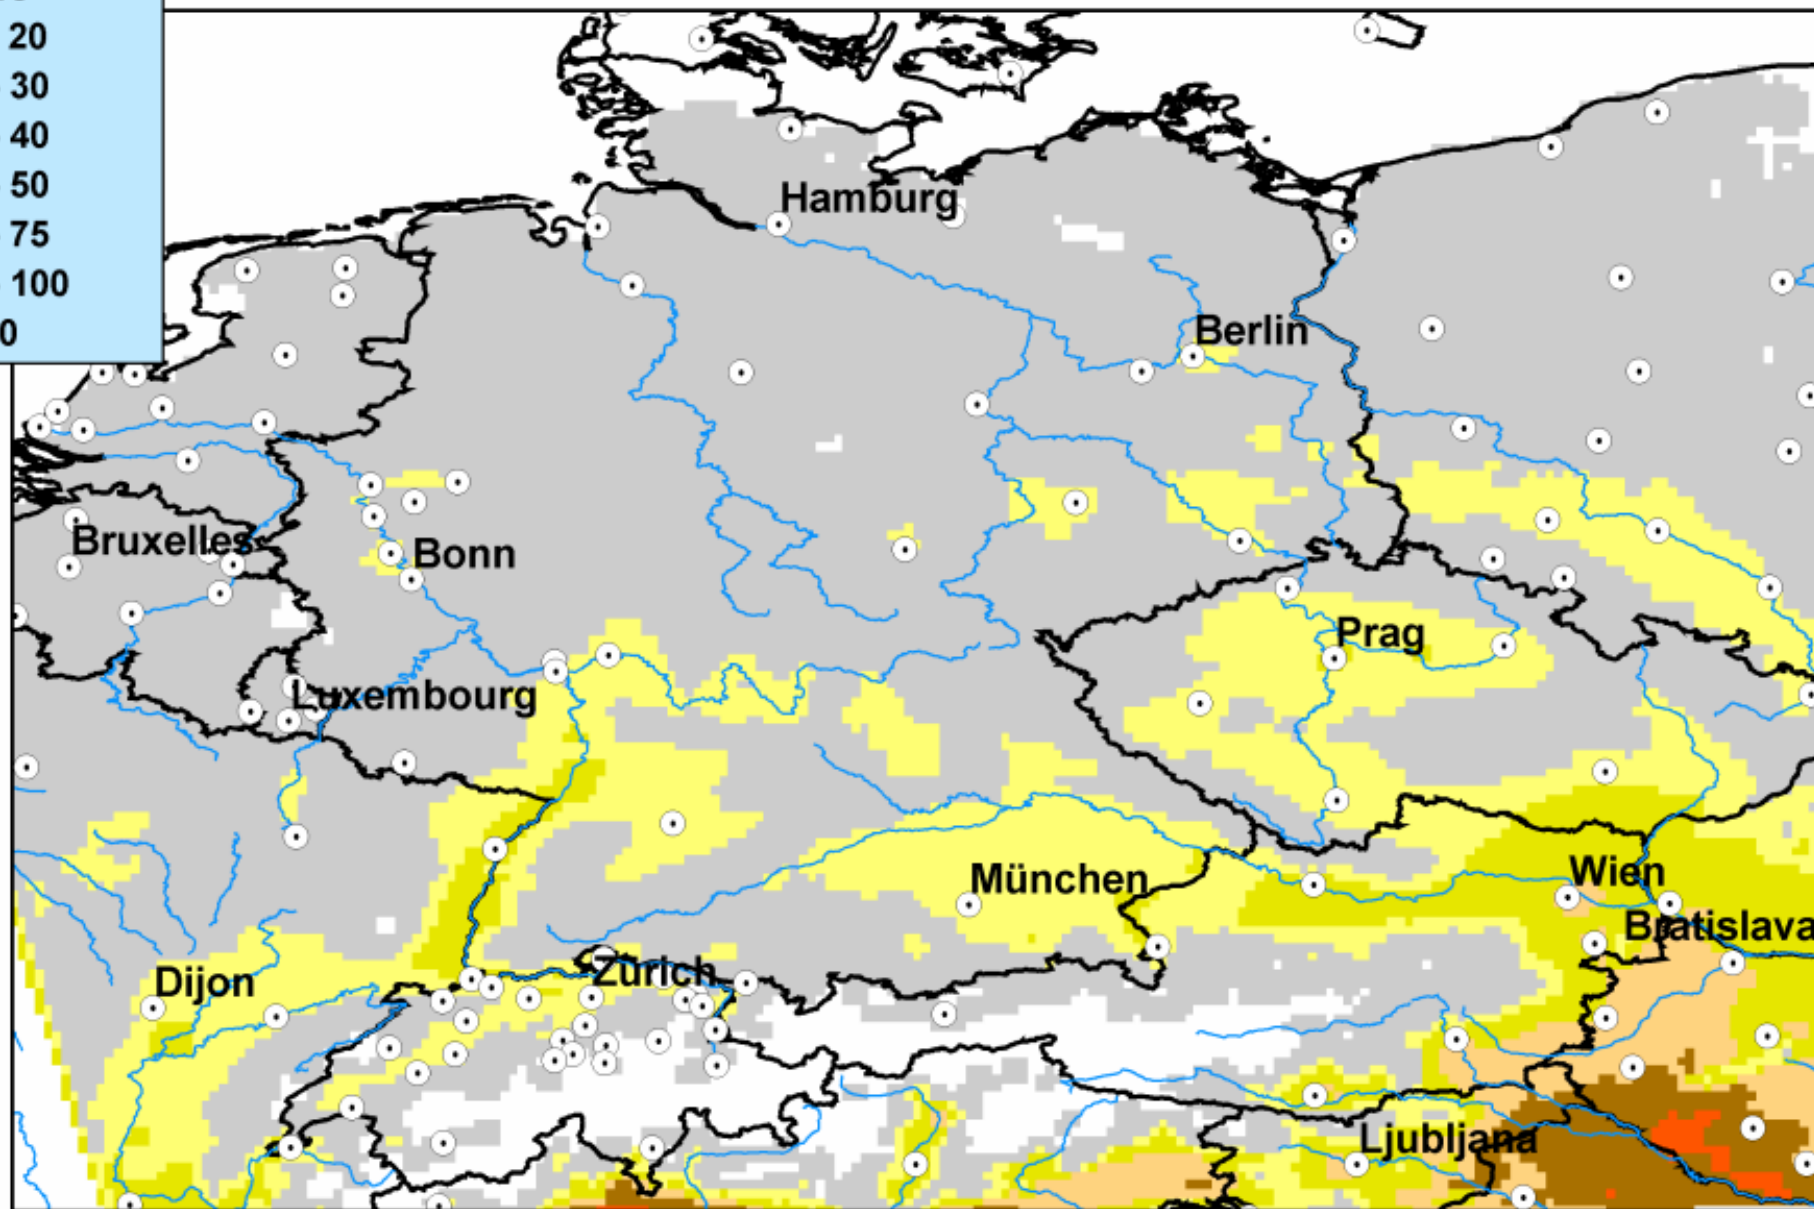 20
30
40
50
75
100
0
Hamburg
Berlin
Bruxelles
Bonn
Prag
Luxembourg
München
Wien
Bratislava
Dijon
Zürich
Ljubljana